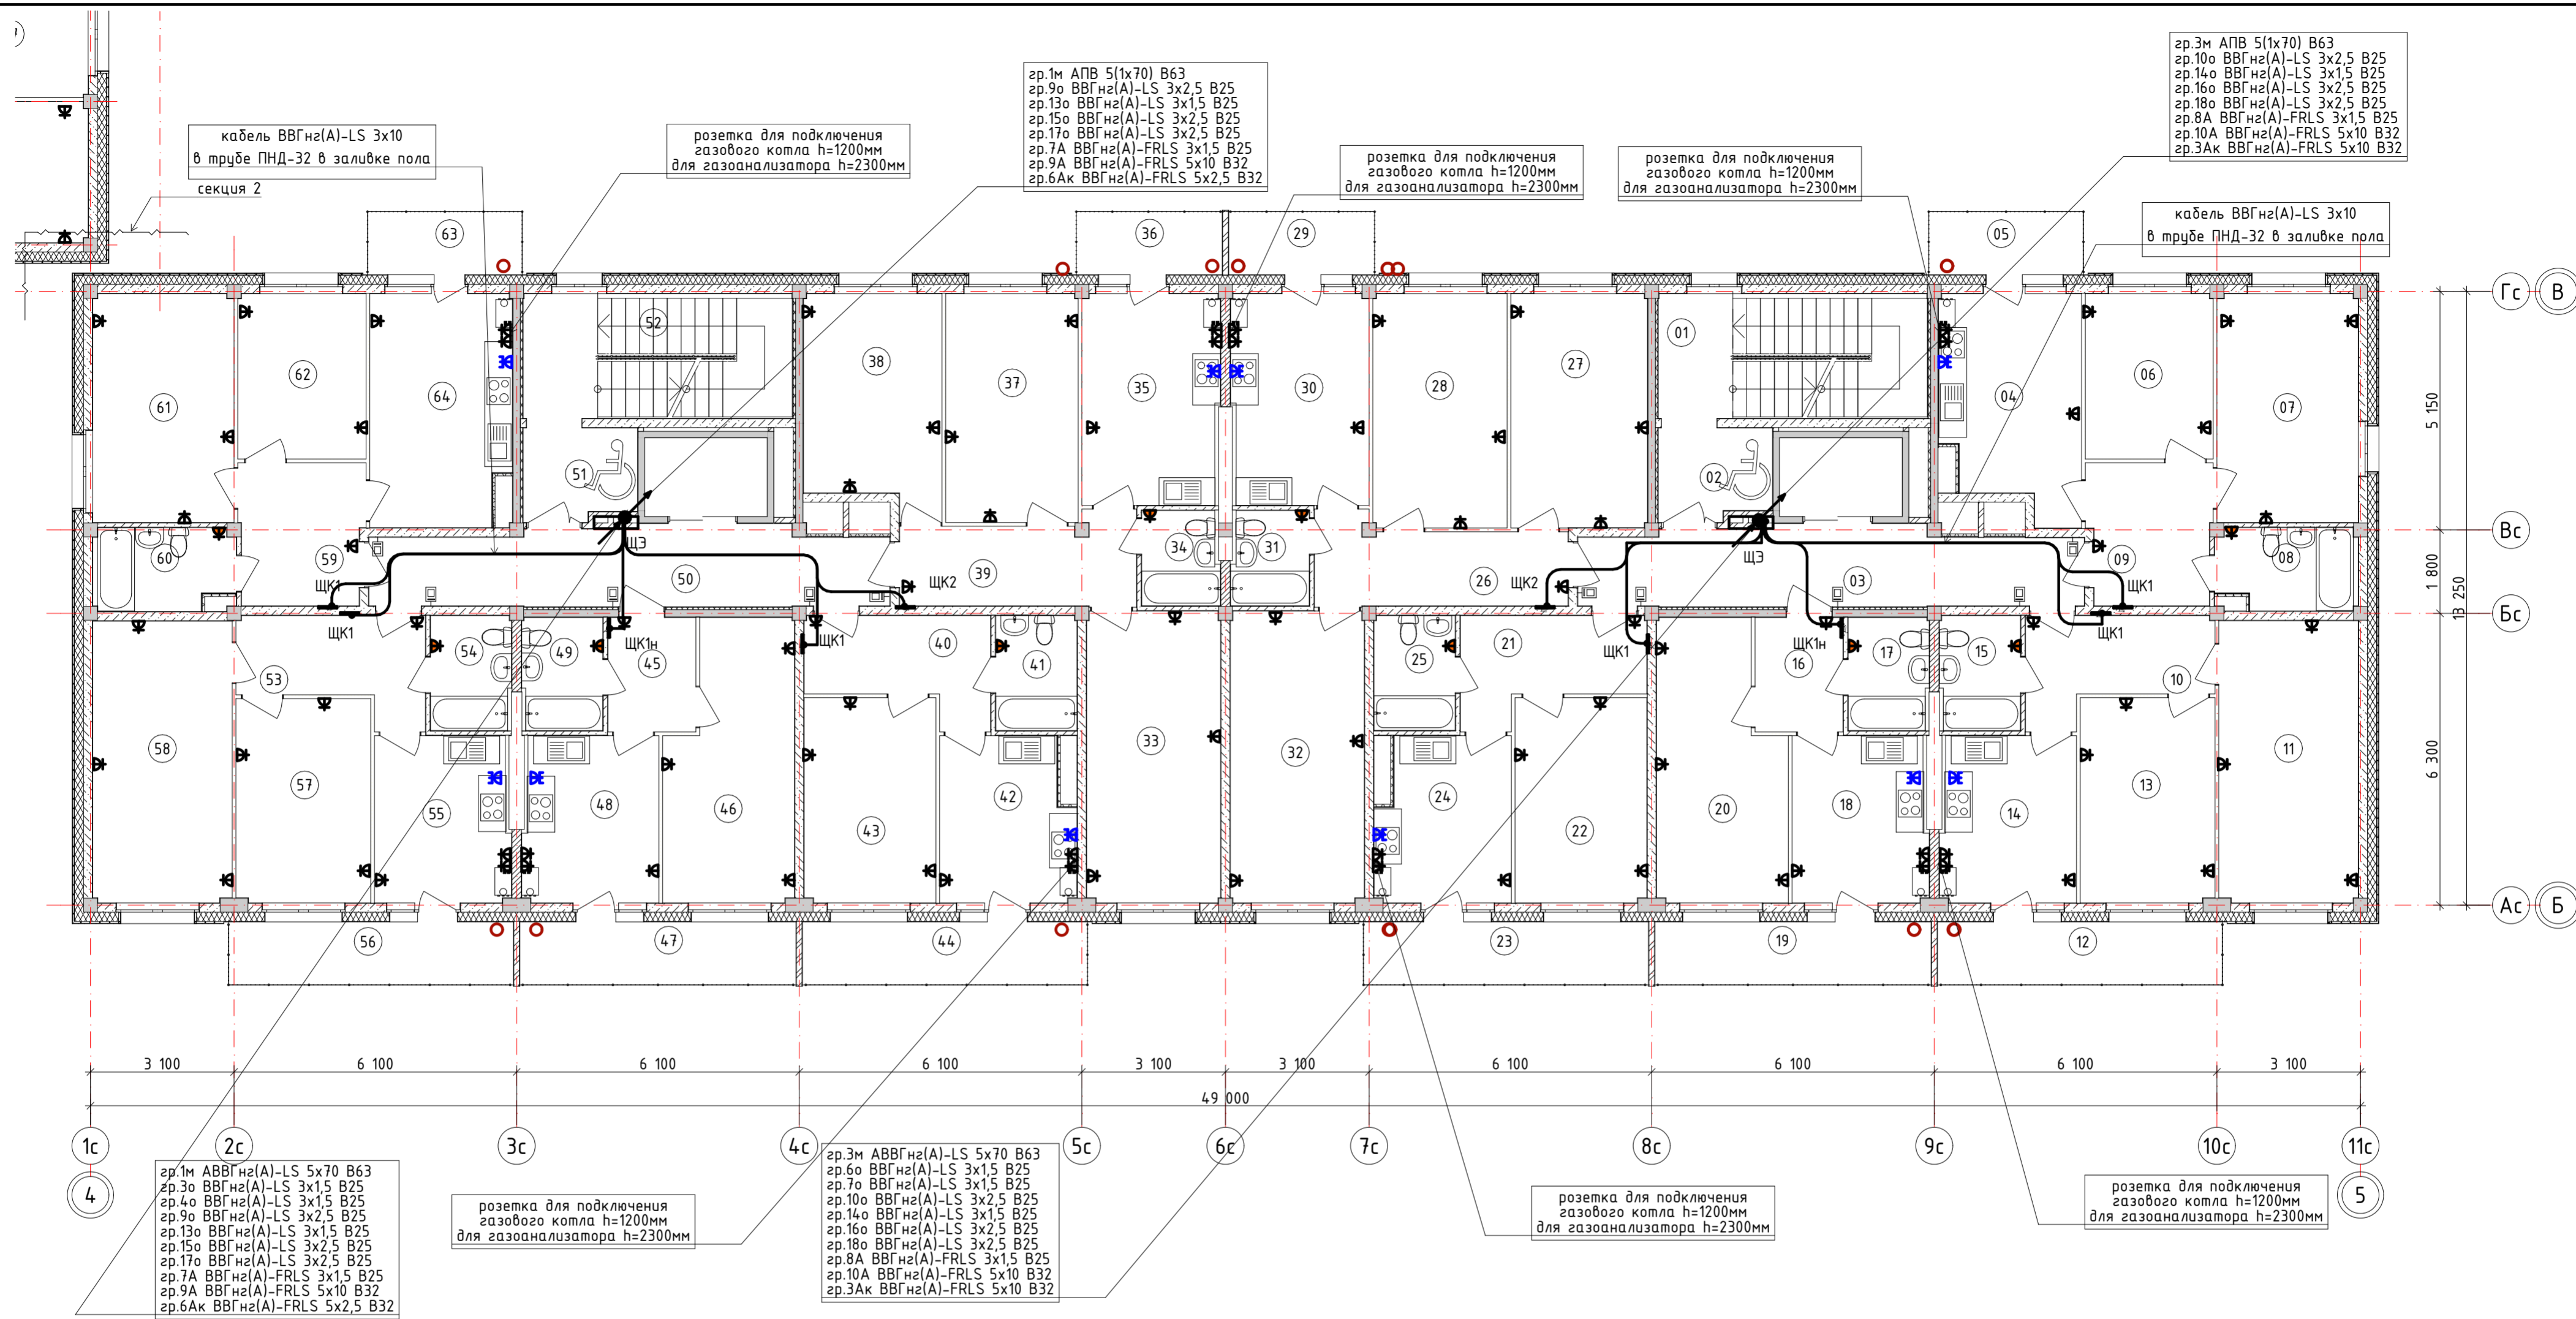 гр.1м АПВ 5(1х70) В63
гр.9о ВВГнг(А)-LS 3х2,5 В25
гр.13о ВВГнг(А)-LS 3х1,5 В25
гр.15о ВВГнг(А)-LS 3х2,5 В25
гр.17о ВВГнг(А)-LS 3х2,5 В25
гр.7А ВВГнг(А)-FRLS 3х1,5 В25
гр.9А ВВГнг(А)-FRLS 5х10 В32
гр.6Ак ВВГнг(А)-FRLS 5х2,5 В32
гр.3м АПВ 5(1х70) В63
гр.10о ВВГнг(А)-LS 3х2,5 В25
гр.14о ВВГнг(А)-LS 3х1,5 В25
гр.16о ВВГнг(А)-LS 3х2,5 В25
гр.18о ВВГнг(А)-LS 3х2,5 В25
гр.8А ВВГнг(А)-FRLS 3х1,5 В25
гр.10А ВВГнг(А)-FRLS 5х10 В32
гр.3Ак ВВГнг(А)-FRLS 5х10 В32
кабель ВВГнг(А)-LS 3х10
в трубе ПНД-32 в заливке пола
секция 2
розетка для подключения
газового котла h=1200мм
для газоанализатора h=2300мм
розетка для подключения
газового котла h=1200мм
для газоанализатора h=2300мм
розетка для подключения
газового котла h=1200мм
для газоанализатора h=2300мм
кабель ВВГнг(А)-LS 3х10
в трубе ПНД-32 в заливке пола
63
36
29
05
Гс
В
52
01
61
62
64
38
37
35
30
28
27
04
06
07
5 150
51
02
Вс
60
59
ЩЭ
50
39
34
31
26
ЩЭ
03
09
08
1 800
13 250
ЩК1
ЩК2
ЩК2
ЩК1
Бс
ЩК1
ЩК1н
ЩК1
ЩК1
ЩК1н
ЩК1
53
54
49
45
40
41
25
21
16
17
15
10
58
57
55
48
46
43
42
33
32
24
22
20
18
14
13
11
6 300
Ас
Б
56
47
44
23
19
12
3 100
6 100
6 100
6 100
3 100
3 100
6 100
6 100
6 100
3 100
49 000
1с
2с
3с
4с
5с
6с
7с
8с
9с
10с
11с
4
5
гр.1м АВВГнг(А)-LS 5х70 В63
гр.3о ВВГнг(А)-LS 3х1,5 В25
гр.4о ВВГнг(А)-LS 3х1,5 В25
гр.9о ВВГнг(А)-LS 3х2,5 В25
гр.13о ВВГнг(А)-LS 3х1,5 В25
гр.15о ВВГнг(А)-LS 3х2,5 В25
гр.17о ВВГнг(А)-LS 3х2,5 В25
гр.7А ВВГнг(А)-FRLS 3х1,5 В25
гр.9А ВВГнг(А)-FRLS 5х10 В32
гр.6Ак ВВГнг(А)-FRLS 5х2,5 В32
розетка для подключения
газового котла h=1200мм
для газоанализатора h=2300мм
гр.3м АВВГнг(А)-LS 5х70 В63
гр.6о ВВГнг(А)-LS 3х1,5 В25
гр.7о ВВГнг(А)-LS 3х1,5 В25
гр.10о ВВГнг(А)-LS 3х2,5 В25
гр.14о ВВГнг(А)-LS 3х1,5 В25
гр.16о ВВГнг(А)-LS 3х2,5 В25
гр.18о ВВГнг(А)-LS 3х2,5 В25
гр.8А ВВГнг(А)-FRLS 3х1,5 В25
гр.10А ВВГнг(А)-FRLS 5х10 В32
гр.3Ак ВВГнг(А)-FRLS 5х10 В32
розетка для подключения
газового котла h=1200мм
для газоанализатора h=2300мм
розетка для подключения
газового котла h=1200мм
для газоанализатора h=2300мм